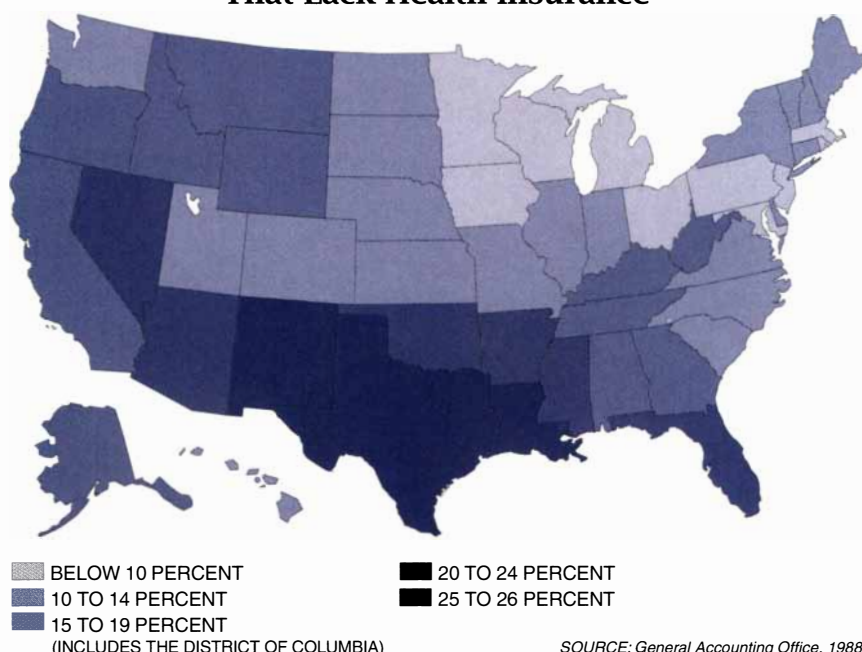 That Lack Health Insurance
BELOW 10 PERCENT
10 TO 14 PERCENT
15 TO 19 PERCENT
(INCLUDES THE DISTRICT OF COLUMBIA)
20 TO 24 PERCENT
25 TO 26 PERCENT
SOURCE: General Accounting Office, 1988